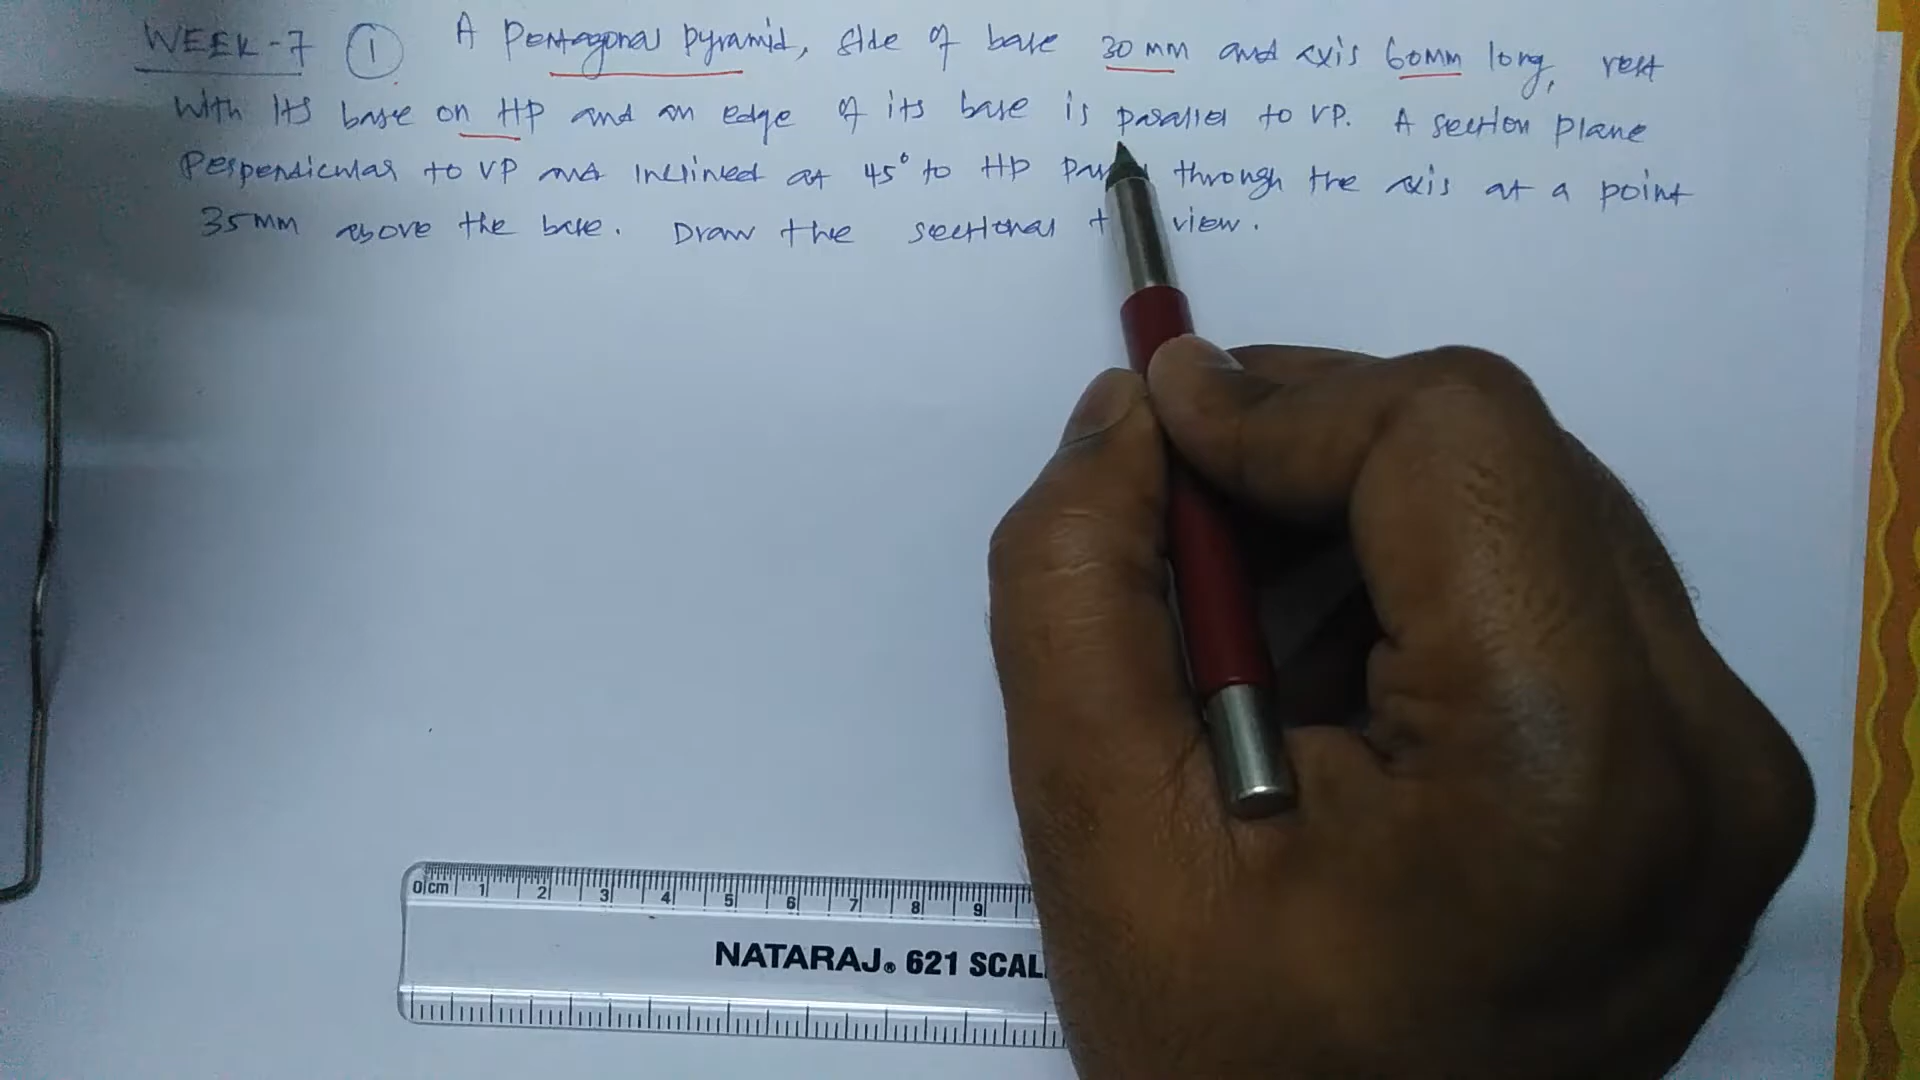 WEEK-7 ① A Pentagonal pyramid, side of base 30 mm and axis 60mm long, rest
with its base on HP and an edge of its base is parallel to VP. A section plane
Perpendicular to VP and inclined at 45° to HP through the axis at a point
35mm above the base. Draw the sectional view.
0 cm 1 2 3 4 5 6 7 8 9
NATARAJ® 621 SCAL